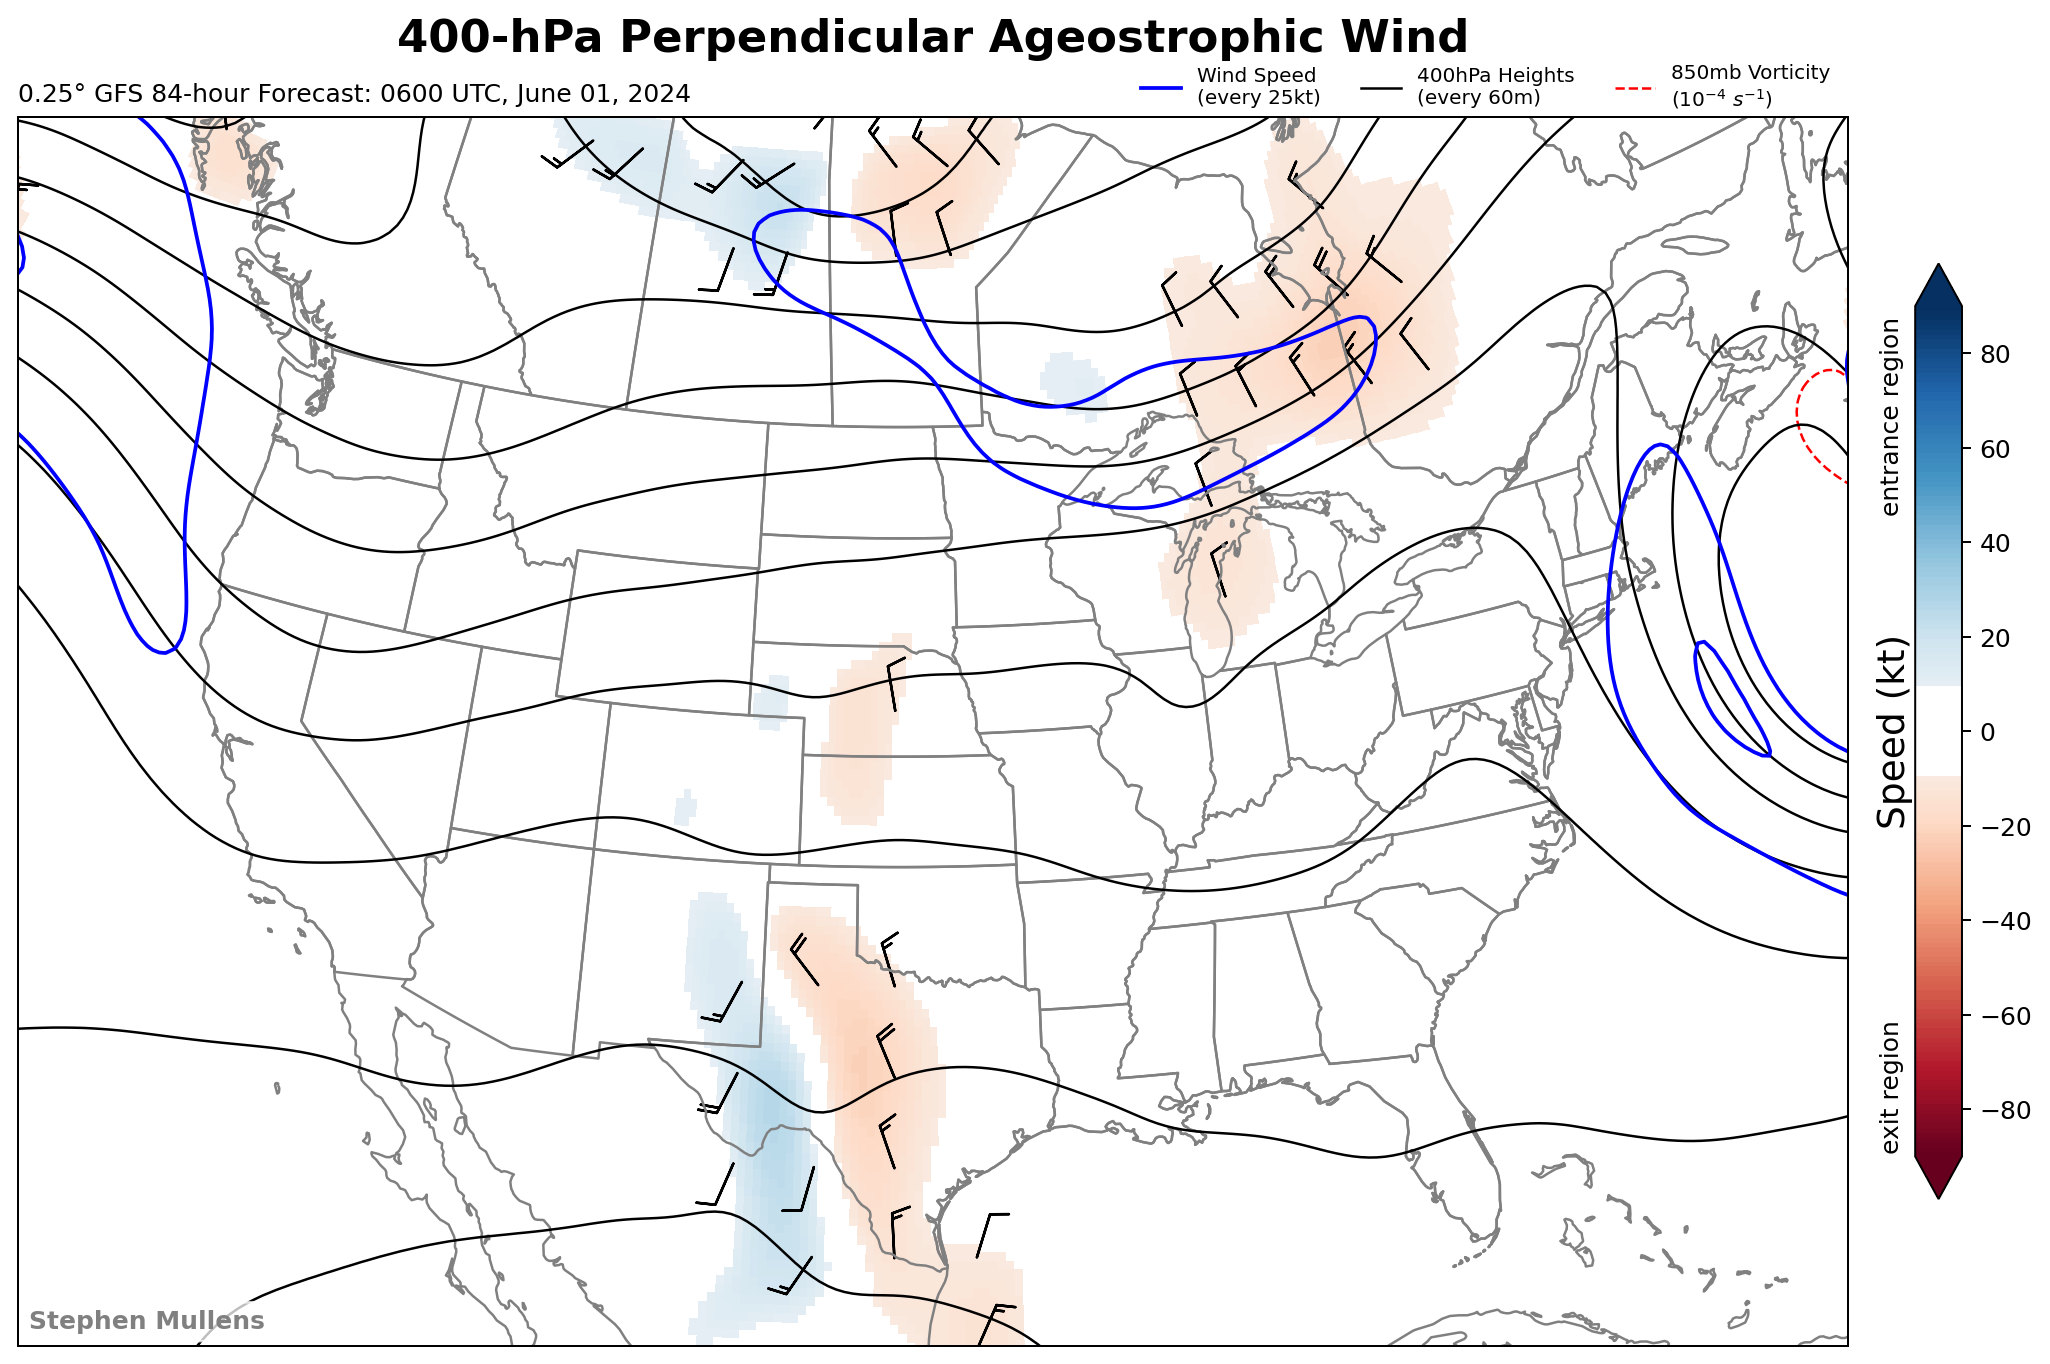 400-hPa Perpendicular Ageostrophic Wind
0.25° GFS 84-hour Forecast: 0600 UTC, June 01, 2024
Wind Speed
(every 25kt)
400hPa Heights
(every 60m)
850mb Vorticity
(10⁻⁴ s⁻¹)
entrance region
exit region
Speed (kt)
80
60
40
20
0
−20
−40
−60
−80
Stephen Mullens